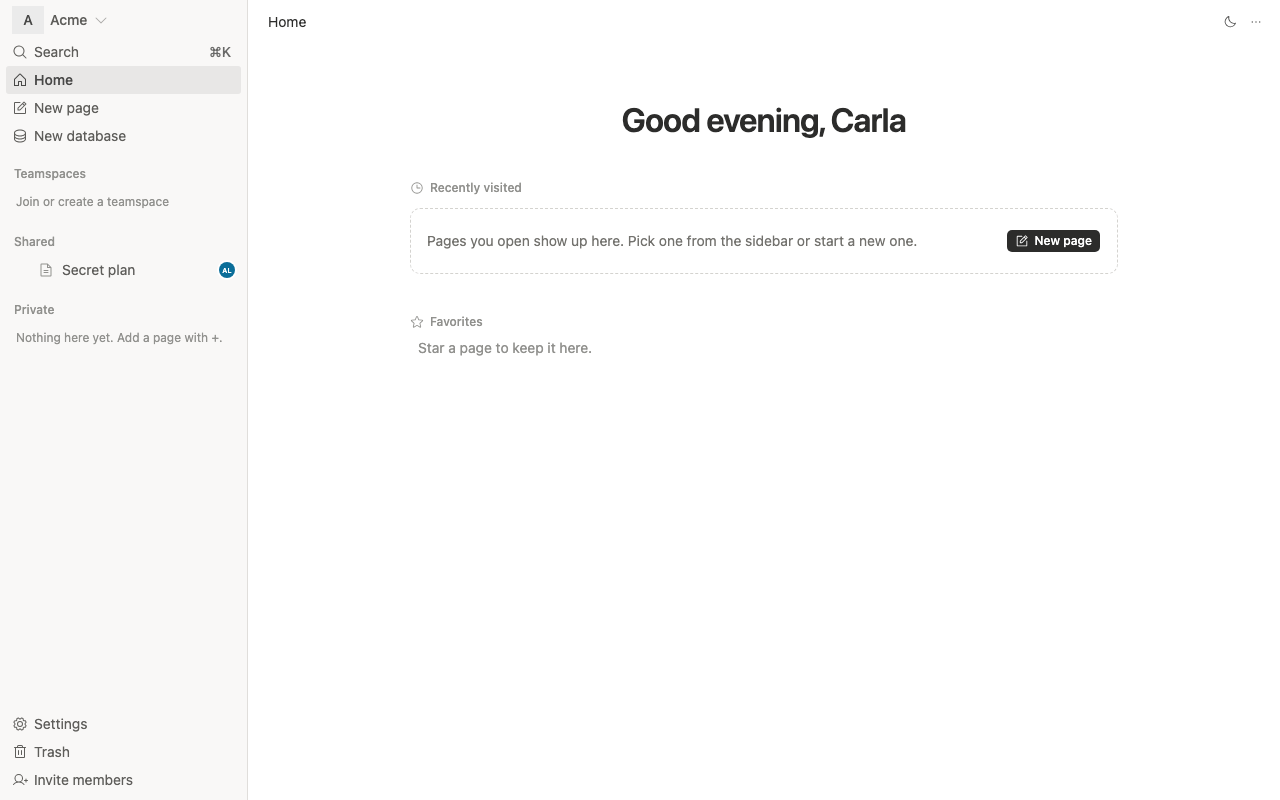 A Acme
Search ⌘K
Home
New page
New database
Teamspaces
Join or create a teamspace
Shared
Secret plan AL
Private
Nothing here yet. Add a page with +.
Settings
Trash
Invite members
Home
Good evening, Carla
Recently visited
Pages you open show up here. Pick one from the sidebar or start a new one. New page
Favorites
Star a page to keep it here.